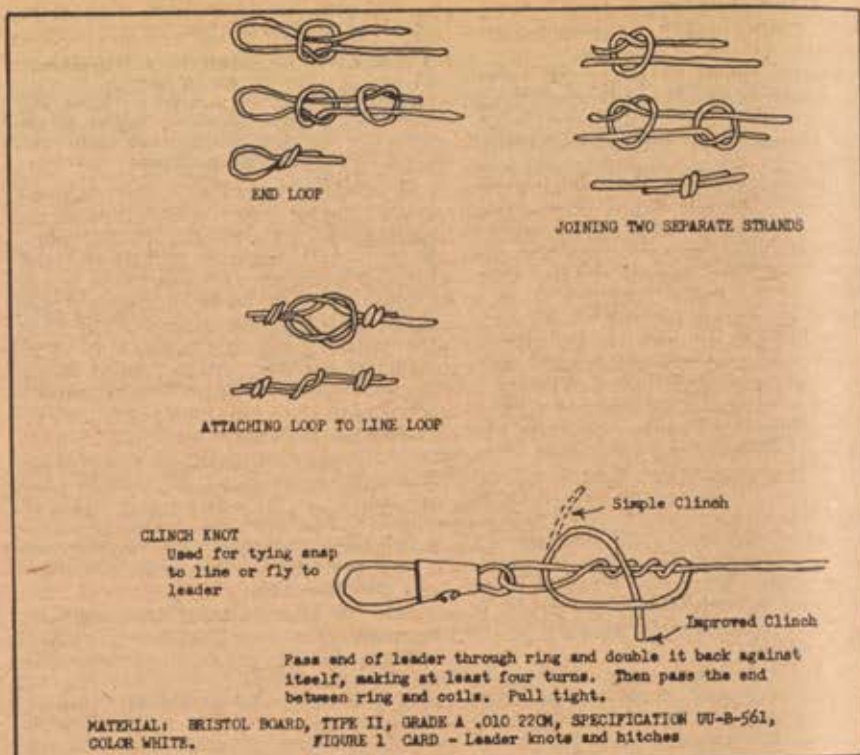 END LOOP
JOINING TWO SEPARATE STRANDS
ATTACHING LOOP TO LINE LOOP
CLINCH KNOT
Used for tying snap
to line or fly to
leader
Simple Clinch
Improved Clinch
Pass end of leader through ring and double it back against
itself, making at least four turns. Then pass the end
between ring and coils. Pull tight.
MATERIAL: BRISTOL BOARD, TYPE II, GRADE A .010 22OM, SPECIFICATION UU-B-561,
COLOR WHITE. FIGURE 1 CARD - Leader knots and hitches